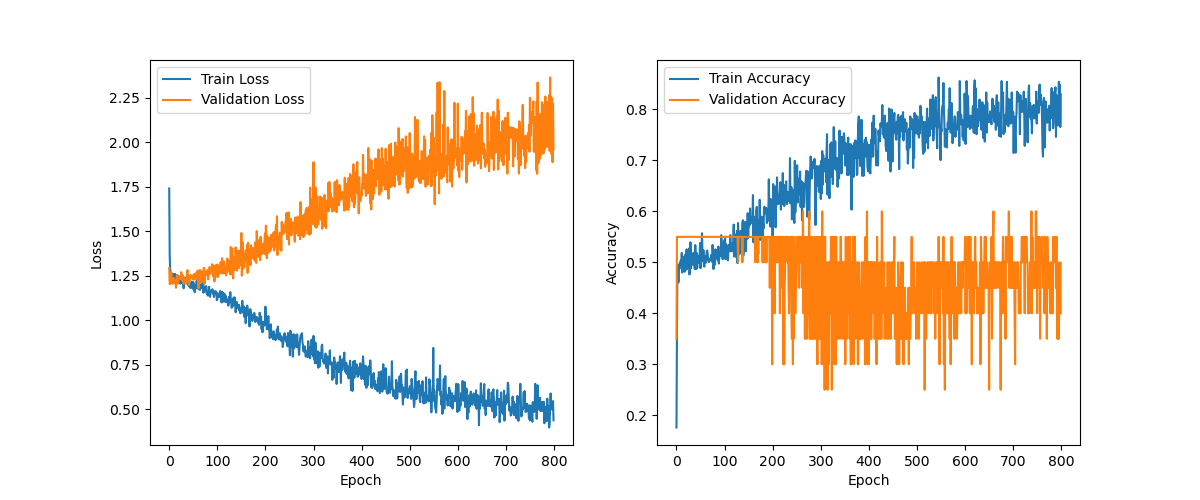 Train Loss
Validation Loss
2.25
2.00
1.75
1.50
1.25
1.00
0.75
0.50
Loss
0 100 200 300 400 500 600 700 800
Epoch
Train Accuracy
Validation Accuracy
0.8
0.7
0.6
0.5
0.4
0.3
0.2
Accuracy
0 100 200 300 400 500 600 700 800
Epoch